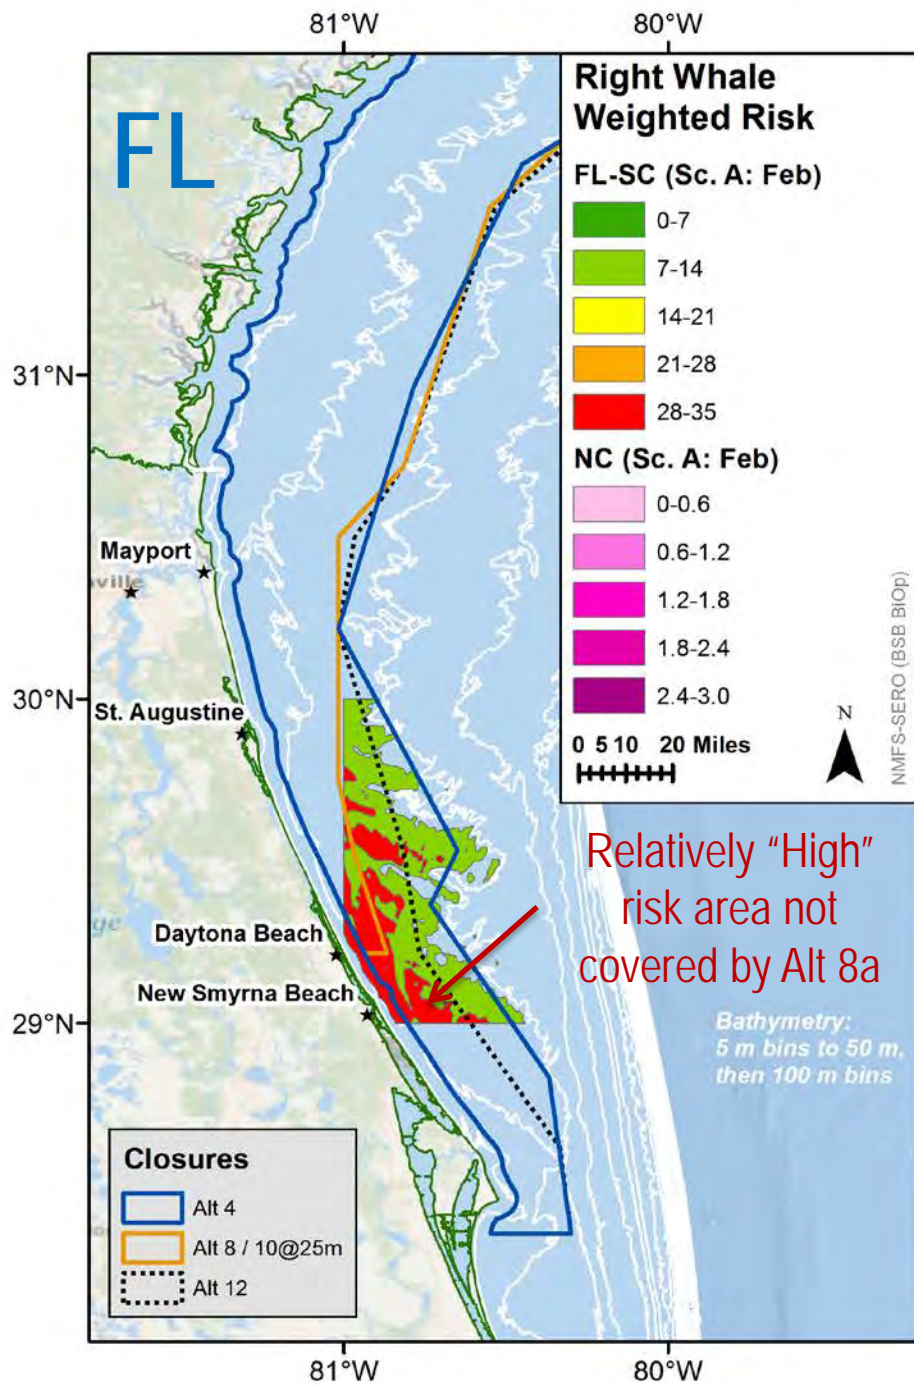 81°W
80°W
FL
Right Whale
Weighted Risk
FL-SC (Sc. A: Feb)
0-7
7-14
14-21
21-28
28-35
NC (Sc. A: Feb)
0-0.6
0.6-1.2
1.2-1.8
1.8-2.4
2.4-3.0
0 5 10 20 Miles
N
NMFS-SERO (BSB BiOp)
31°N
30°N
29°N
Mayport
ville
St. Augustine
Daytona Beach
New Smyrna Beach
Relatively “High”
risk area not
covered by Alt 8a
Bathymetry:
5 m bins to 50 m,
then 100 m bins
Closures
Alt 4
Alt 8 / 10@25m
Alt 12
81°W
80°W